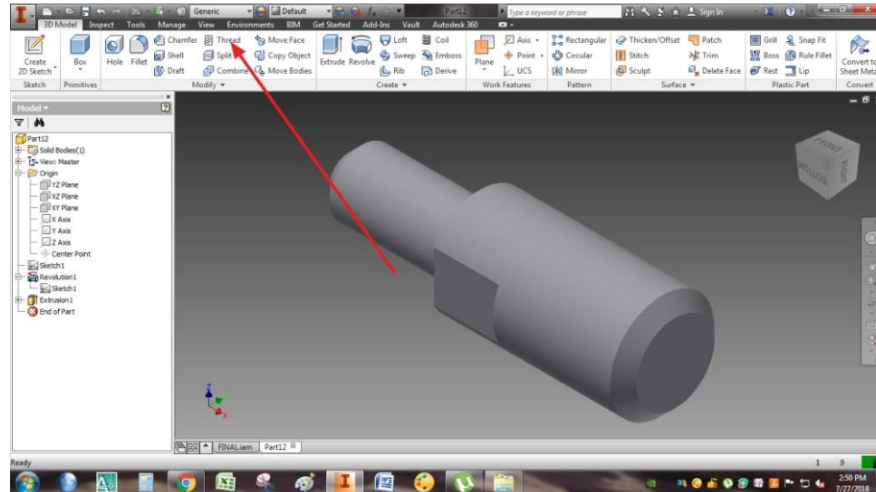 Generic Default Part12 Type a keyword or phrase Sign In
3D Model Inspect Tools Manage View Environments BIM Get Started Add-Ins Vault Autodesk 360
Create 2D Sketch Box Hole Fillet Chamfer Thread Move Face Extrude Revolve Loft Coil Plane Axis Rectangular Thicken/Offset Patch Grill Snap Fit Convert to Sheet Meta
Shell Split Copy Object Sweep Emboss Point Circular Stitch Trim Boss Rule Fillet
Draft Combine Move Bodies Rib Derive UCS Mirror Sculpt Delete Face Rest Lip
Sketch Primitives Modify Create Work Features Pattern Surface Plastic Part Convert
Model
Part12
Solid Bodies(1)
View: Master
Origin
YZ Plane
XZ Plane
XY Plane
X Axis
Y Axis
Z Axis
Center Point
Sketch1
Revolution1
Sketch1
Extrusion1
End of Part
FRONT
BOTTOM
RIGHT
Z
X
FINAL.iam Part12
Ready 1 9
2:50 PM
7/27/2018